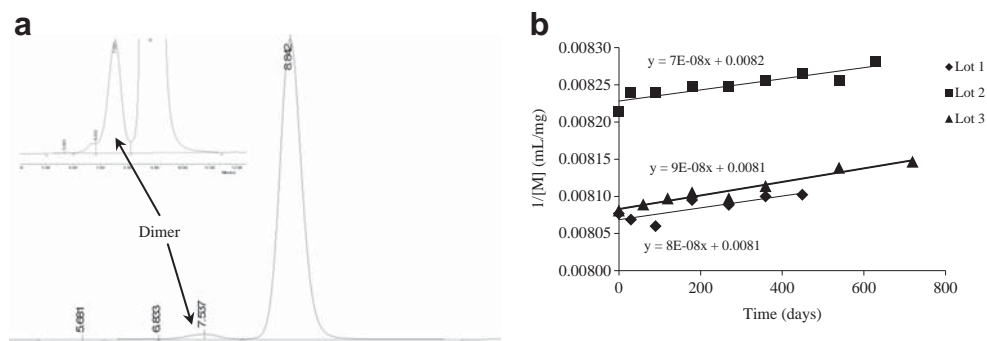 a
8.842
Dimer
5.681
6.833
7.537
b
0.00830
0.00825
0.00820
0.00815
0.00810
0.00805
0.00800
1/[M] (mL/mg)
y = 7E-08x + 0.0082
y = 9E-08x + 0.0081
y = 8E-08x + 0.0081
Lot 1
Lot 2
Lot 3
0
200
400
600
800
Time (days)